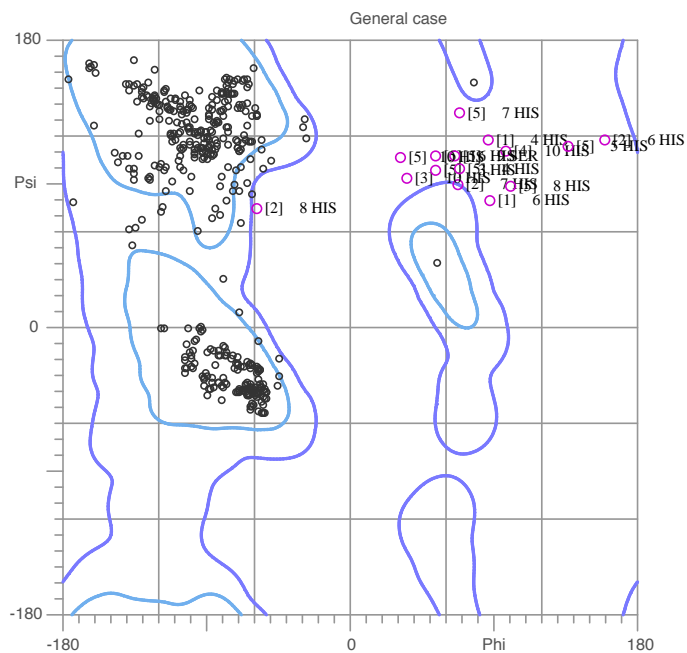 General case
180
[5] 7 HIS
[1] 4 HIS
[2] 6 HIS
[5] 5 HIS
[4] 10 HIS
[5]
[3] 10 HIS
[2] 7 HIS
8 HIS
Psi
[1] 6 HIS
[2] 8 HIS
0
-180
-180
0
Phi
180